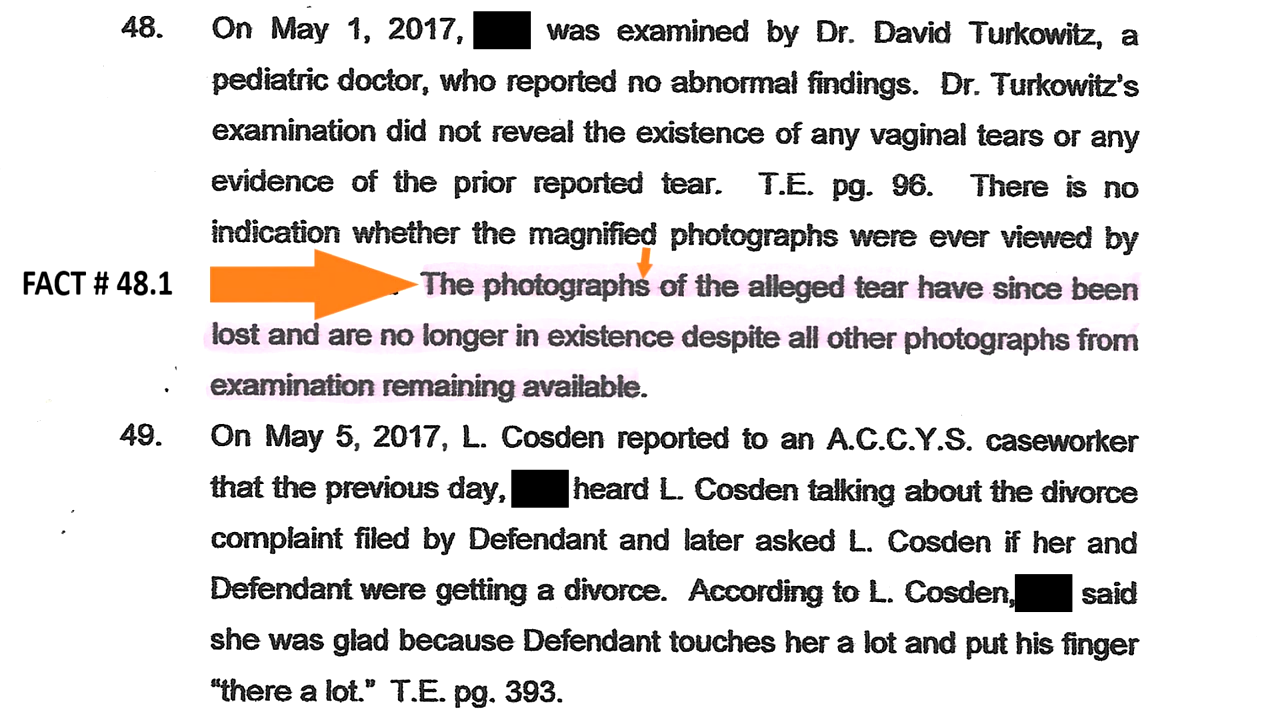 48. On May 1, 2017, was examined by Dr. David Turkowitz, a
pediatric doctor, who reported no abnormal findings. Dr. Turkowitz's
examination did not reveal the existence of any vaginal tears or any
evidence of the prior reported tear. T.E. pg. 96. There is no
indication whether the magnified photographs were ever viewed by
FACT # 48.1 The photographs of the alleged tear have since been
lost and are no longer in existence despite all other photographs from
examination remaining available.
49. On May 5, 2017, L. Cosden reported to an A.C.C.Y.S. caseworker
that the previous day, heard L. Cosden talking about the divorce
complaint filed by Defendant and later asked L. Cosden if her and
Defendant were getting a divorce. According to L. Cosden, said
she was glad because Defendant touches her a lot and put his finger
"there a lot." T.E. pg. 393.